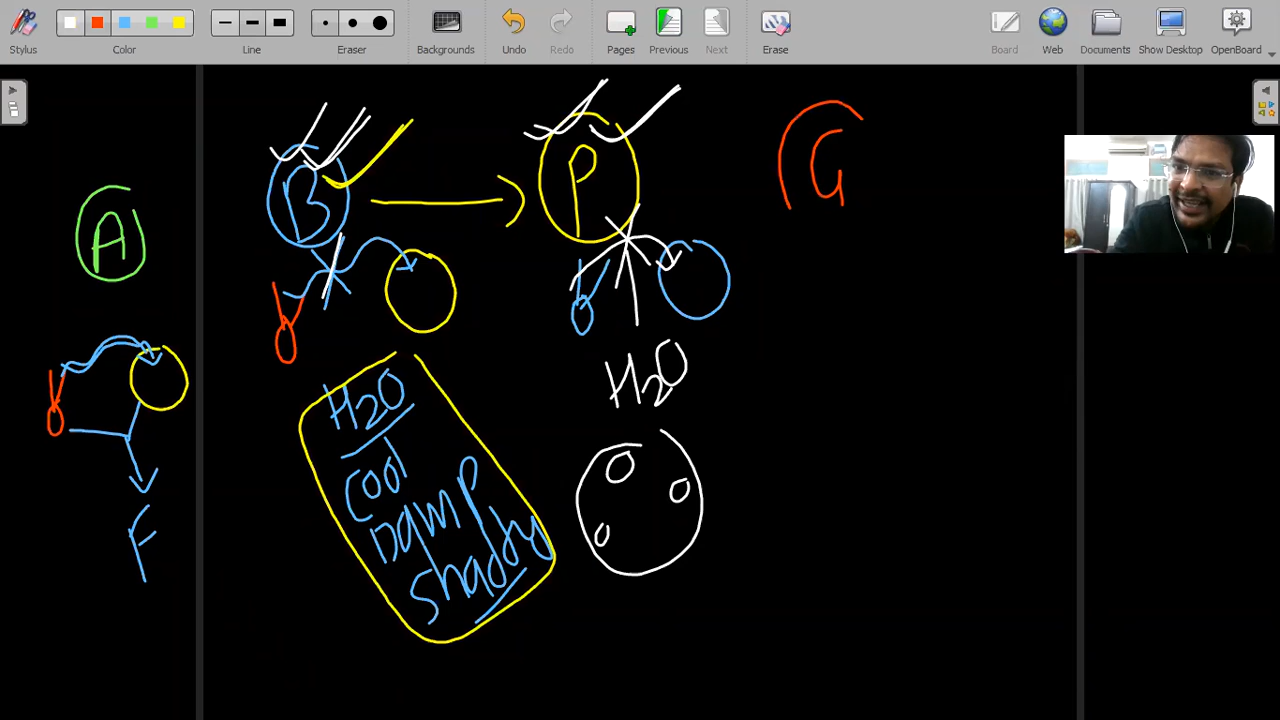 Stylus
Color
Line
Eraser
Backgrounds
Undo
Redo
Pages
Previous
Next
Erase
Board
Web
Documents
Show Desktop
OpenBoard
A
B
P
G
F
H2O
cool
Damp
shaddy
H2O